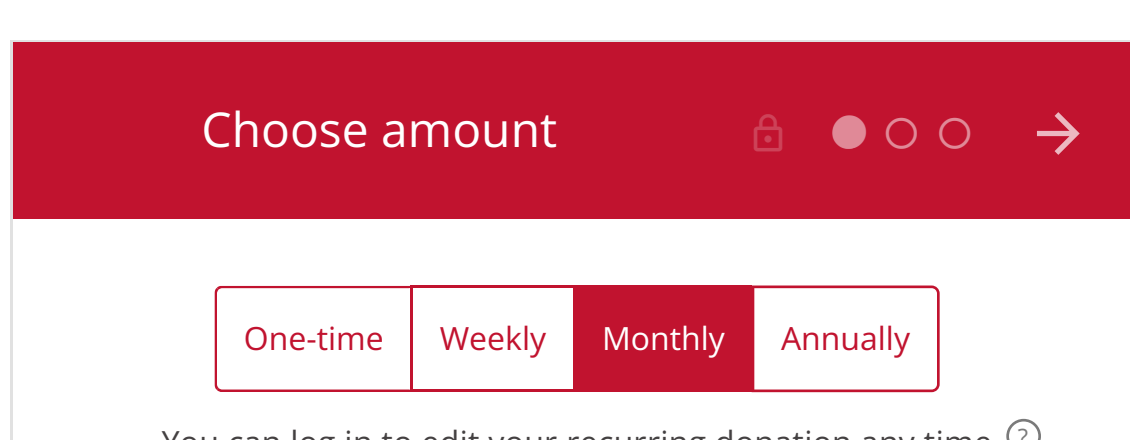 Choose amount
One-time Weekly Monthly Annually
You can log in to edit your recurring donation any time ?